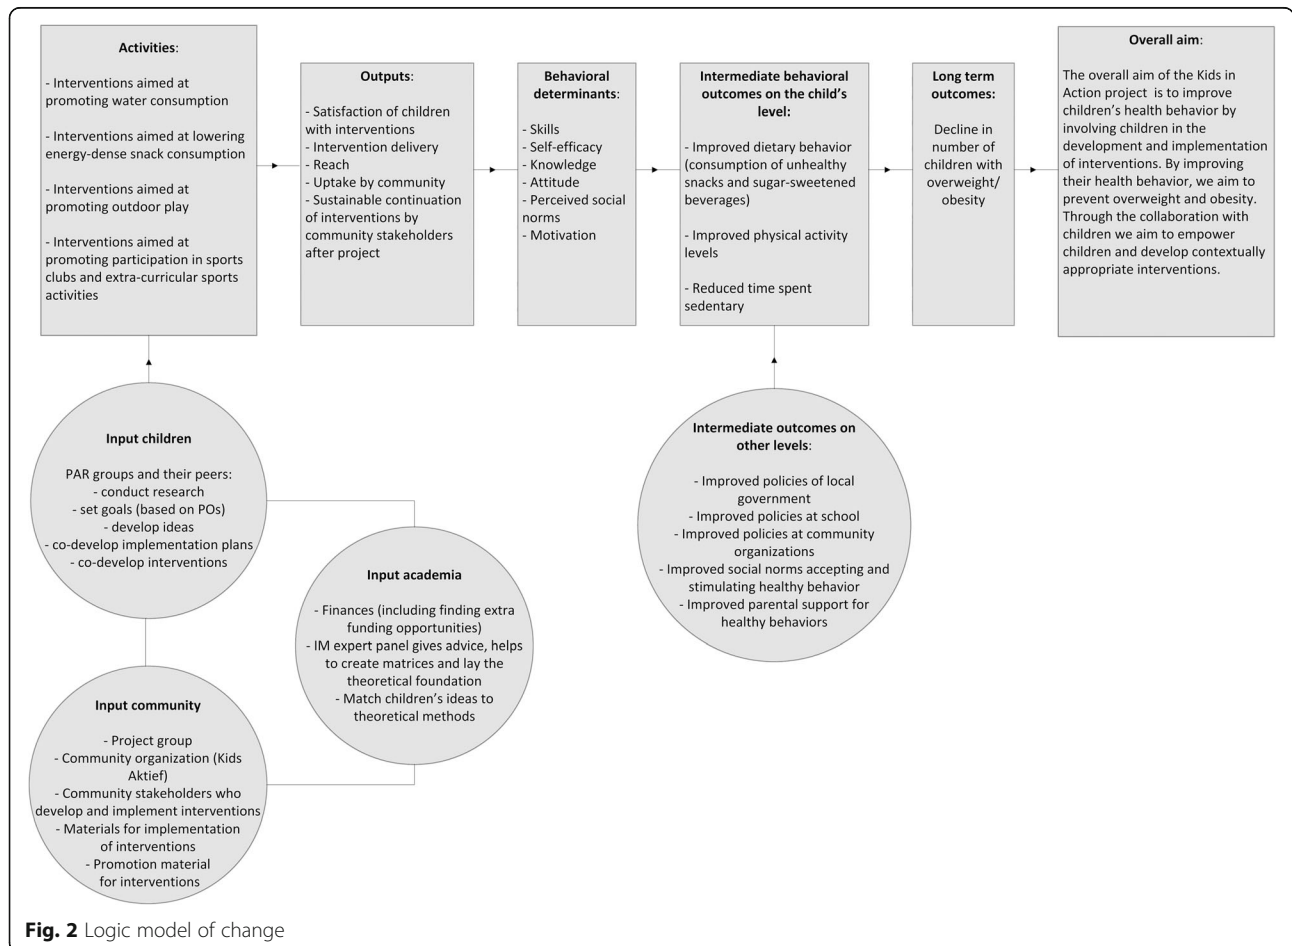 Activities:
- Interventions aimed at
promoting water consumption
- Interventions aimed at lowering
energy-dense snack consumption
- Interventions aimed at
promoting outdoor play
- Interventions aimed at
promoting participation in sports
clubs and extra-curricular sports
activities
Outputs:
- Satisfaction of children
with interventions
- Intervention delivery
- Reach
- Uptake by community
- Sustainable continuation
of interventions by
community stakeholders
after project
Behavioral
determinants:
- Skills
- Self-efficacy
- Knowledge
- Attitude
- Perceived social
norms
- Motivation
Intermediate behavioral
outcomes on the child's
level:
- Improved dietary behavior
(consumption of unhealthy
snacks and sugar-sweetened
beverages)
- Improved physical activity
levels
- Reduced time spent
sedentary
Long term
outcomes:
Decline in
number of
children with
overweight/
obesity
Overall aim:
The overall aim of the Kids in
Action project is to improve
children's health behavior by
involving children in the
development and implementation
of interventions. By improving
their health behavior, we aim to
prevent overweight and obesity.
Through the collaboration with
children we aim to empower
children and develop contextually
appropriate interventions.
Input children
PAR groups and their peers:
- conduct research
- set goals (based on POs)
- develop ideas
- co-develop implementation plans
- co-develop interventions
Input academia
- Finances (including finding extra
funding opportunities)
- IM expert panel gives advice, helps
to create matrices and lay the
theoretical foundation
- Match children's ideas to
theoretical methods
Input community
- Project group
- Community organization (Kids
Aktief)
- Community stakeholders who
develop and implement interventions
- Materials for implementation
of interventions
- Promotion material
for interventions
Intermediate outcomes on
other levels:
- Improved policies of local
government
- Improved policies at school
- Improved policies at community
organizations
- Improved social norms accepting and
stimulating healthy behavior
- Improved parental support for
healthy behaviors
Fig. 2 Logic model of change